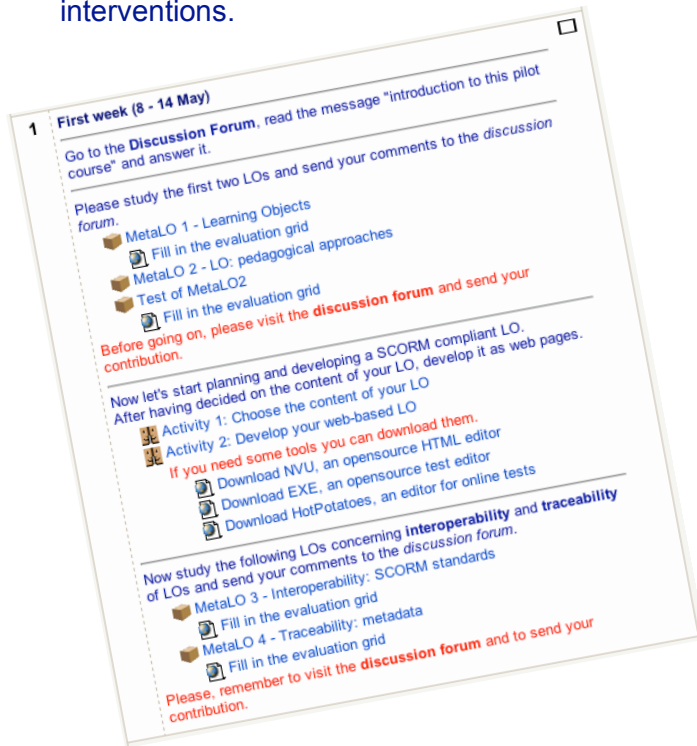 interventions.
1 First week (8 - 14 May)
Go to the Discussion Forum, read the message "introduction to this pilot
course" and answer it.
Please study the first two LOs and send your comments to the discussion
forum.
MetaLO 1 - Learning Objects
Fill in the evaluation grid
MetaLO 2 - LO: pedagogical approaches
Test of MetaLO2
Fill in the evaluation grid
Before going on, please visit the discussion forum and send your
contribution.
Now let's start planning and developing a SCORM compliant LO.
After having decided on the content of your LO, develop it as web pages.
Activity 1: Choose the content of your LO
Activity 2: Develop your web-based LO
If you need some tools you can download them.
Download NVU, an opensource HTML editor
Download EXE, an opensource test editor
Download HotPotatoes, an editor for online tests
Now study the following LOs concerning interoperability and traceability
of LOs and send your comments to the discussion forum.
MetaLO 3 - Interoperability: SCORM standards
Fill in the evaluation grid
MetaLO 4 - Traceability: metadata
Fill in the evaluation grid
Please, remember to visit the discussion forum and to send your
contribution.